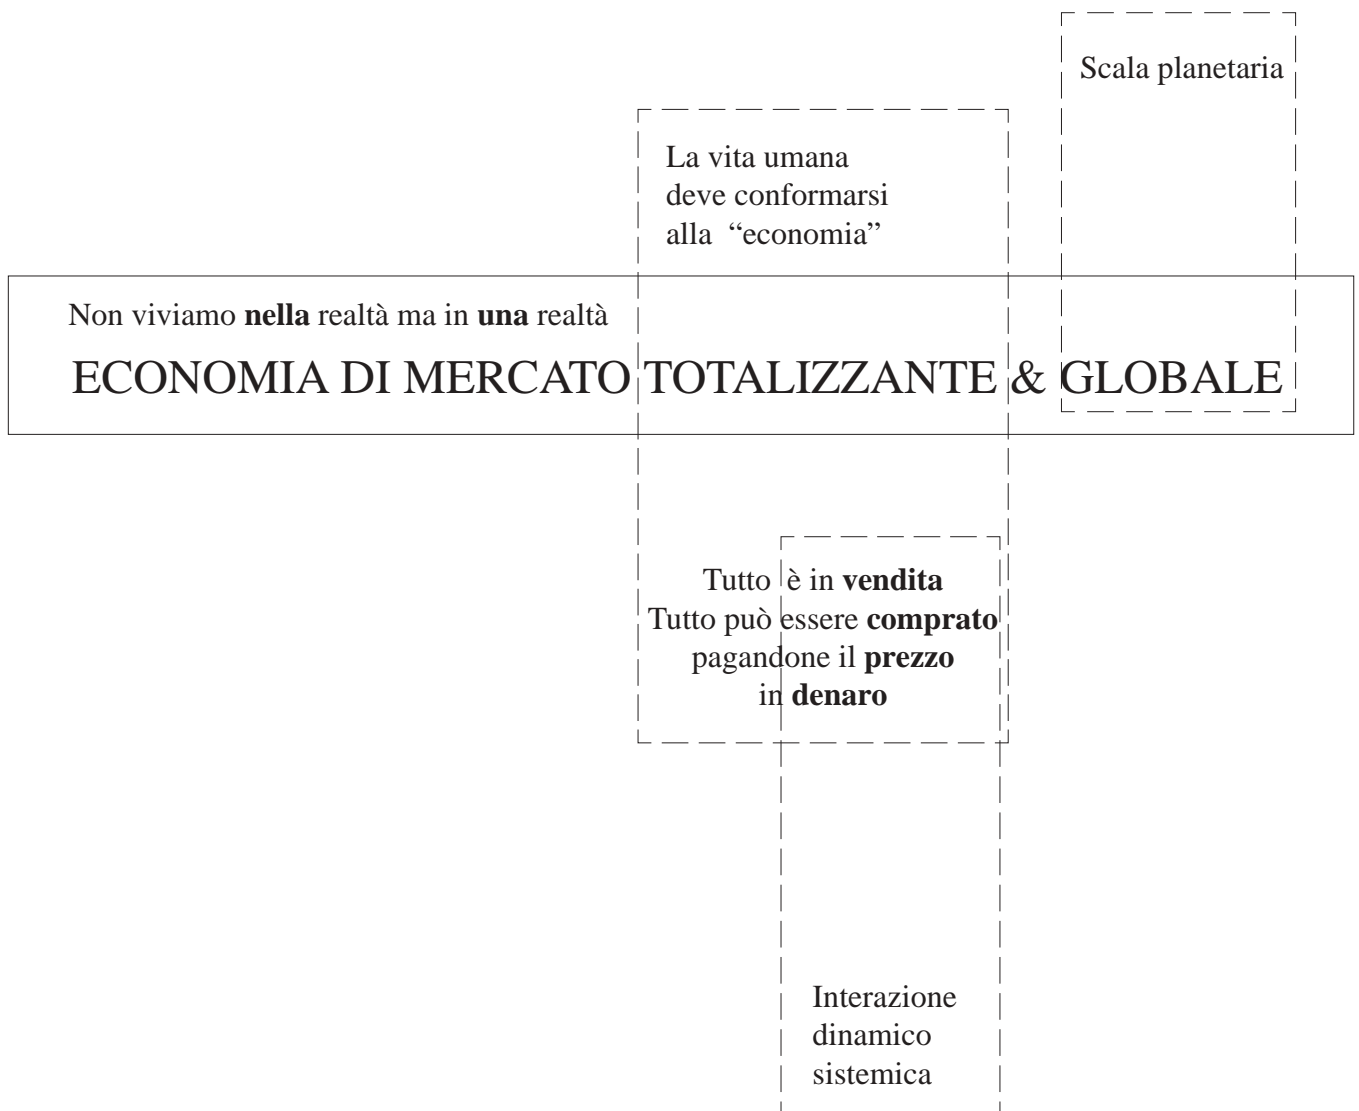 Scala planetaria
La vita umana
deve conformarsi
alla “economia”
Non viviamo nella realtà ma in una realtà
ECONOMIA DI MERCATO TOTALIZZANTE & GLOBALE
Tutto è in vendita
Tutto può essere comprato
pagandone il prezzo
in denaro
Interazione
dinamico
sistemica